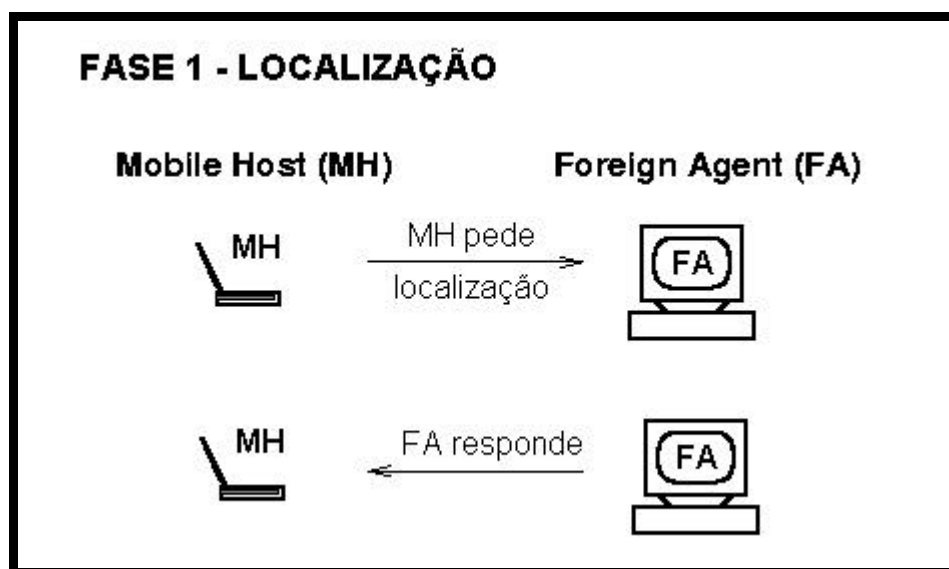 FASE 1 - LOCALIZAÇÃO
Mobile Host (MH)
Foreign Agent (FA)
MH
MH pede
localização
FA
MH
FA responde
FA